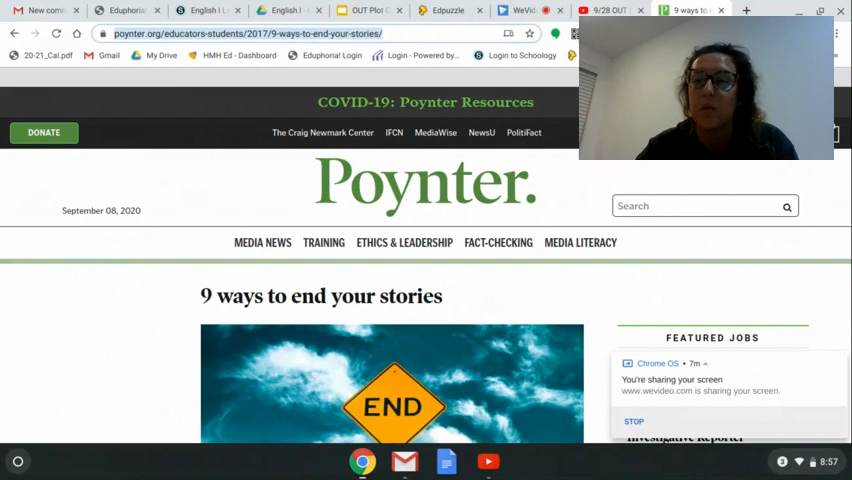 New com
Eduphoria!
English I L
English I -
OUT Plot C
Edpuzzle
WeVid
9/28 OUT
9 ways to
poynter.org/educators-students/2017/9-ways-to-end-your-stories/
20-21_Cal.pdf
Gmail
My Drive
HMH Ed - Dashboard
Eduphoria! Login
Login - Powered by...
Login to Schoology
COVID-19: Poynter Resources
DONATE
The Craig Newmark Center
IFCN
MediaWise
NewsU
PolitiFact
Poynter.
September 08, 2020
Search
MEDIA NEWS
TRAINING
ETHICS & LEADERSHIP
FACT-CHECKING
MEDIA LITERACY
9 ways to end your stories
END
FEATURED JOBS
Chrome OS • 7m
You're sharing your screen
www.wevideo.com is sharing your screen.
STOP
Investigative Reporter
3
8:57